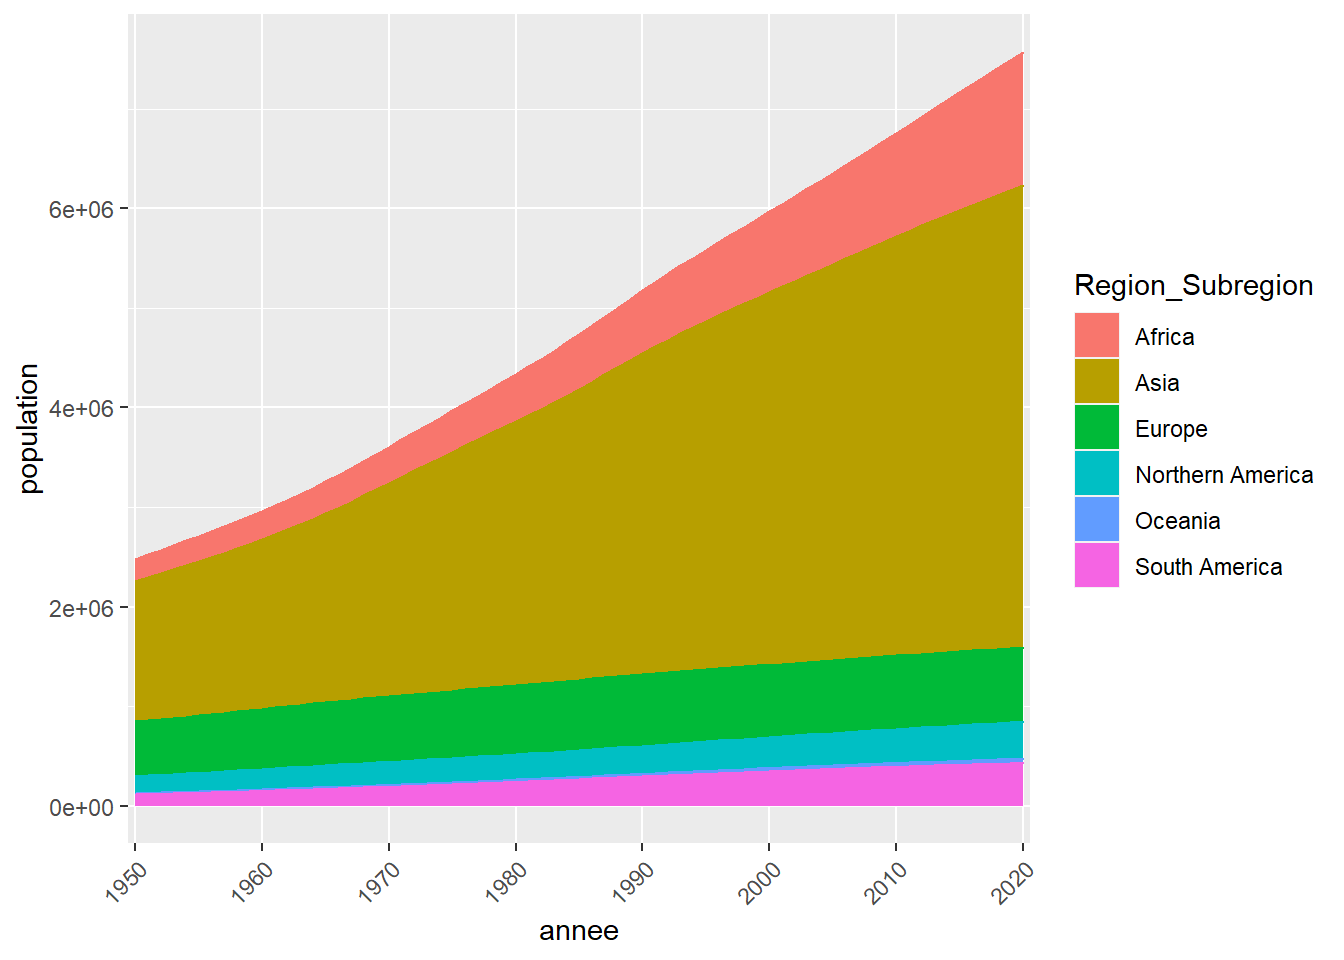 population
6e+06
4e+06
2e+06
0e+00
1950
1960
1970
1980
1990
2000
2010
2020
annee
Region_Subregion
Africa
Asia
Europe
Northern America
Oceania
South America